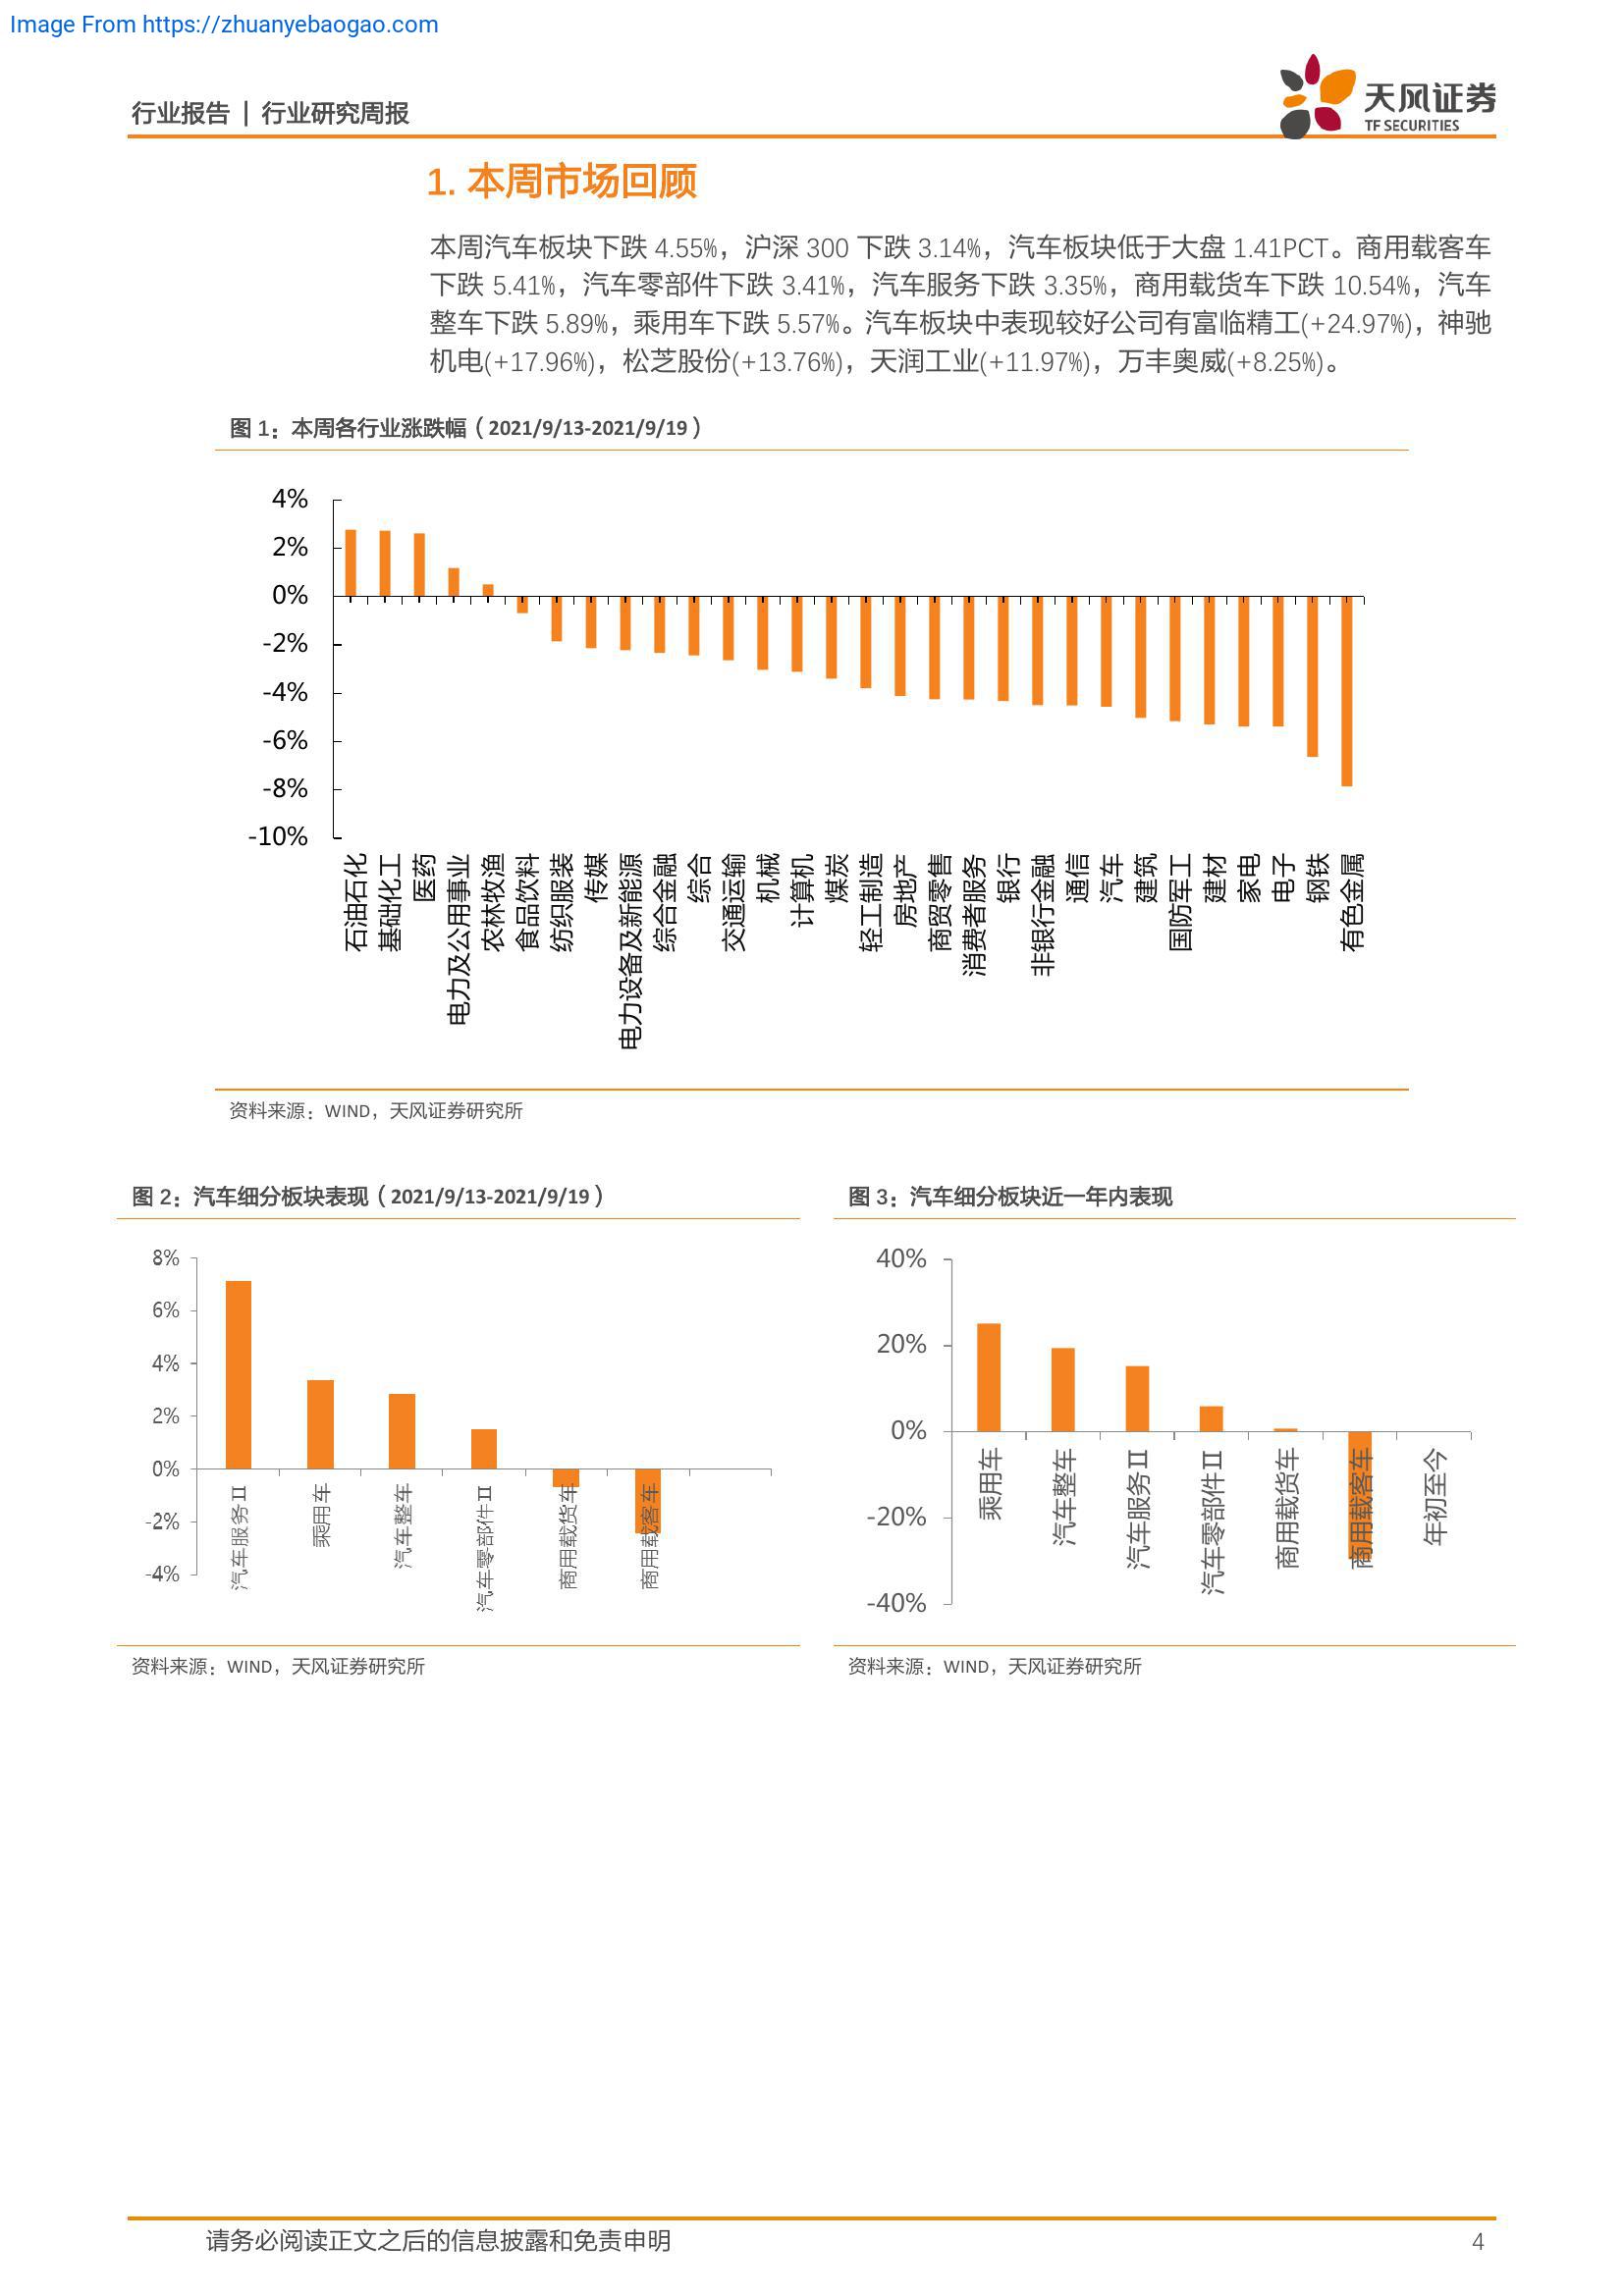 Image From https://zhuanyebaogao.com
行业报告 | 行业研究周报
天风证券
TF SECURITIES
1. 本周市场回顾
本周汽车板块下跌 4.55%，沪深 300 下跌 3.14%，汽车板块低于大盘 1.41PCT。商用载客车
下跌 5.41%，汽车零部件下跌 3.41%，汽车服务下跌 3.35%，商用载货车下跌 10.54%，汽车
整车下跌 5.89%，乘用车下跌 5.57%。汽车板块中表现较好公司有富临精工(+24.97%)，神驰
机电(+17.96%)，松芝股份(+13.76%)，天润工业(+11.97%)，万丰奥威(+8.25%)。
图 1：本周各行业涨跌幅（2021/9/13-2021/9/19）
4%
2%
0%
-2%
-4%
-6%
-8%
-10%
石油石化
基础化工
医药
电力及公用事业
农林牧渔
食品饮料
纺织服装
传媒
电力设备及新能源
综合金融
综合
交通运输
机械
计算机
煤炭
轻工制造
房地产
商贸零售
消费者服务
银行
非银行金融
通信
汽车
建筑
国防军工
建材
家电
电子
钢铁
有色金属
资料来源：WIND，天风证券研究所
图 2：汽车细分板块表现（2021/9/13-2021/9/19）
8%
6%
4%
2%
0%
-2%
-4%
汽车服务Ⅱ
乘用车
汽车整车
汽车零部件Ⅱ
商用载货车
商用载客车
资料来源：WIND，天风证券研究所
图 3：汽车细分板块近一年内表现
40%
20%
0%
-20%
-40%
乘用车
汽车整车
汽车服务Ⅱ
汽车零部件Ⅱ
商用载货车
商用载客车
年初至今
资料来源：WIND，天风证券研究所
请务必阅读正文之后的信息披露和免责申明
4